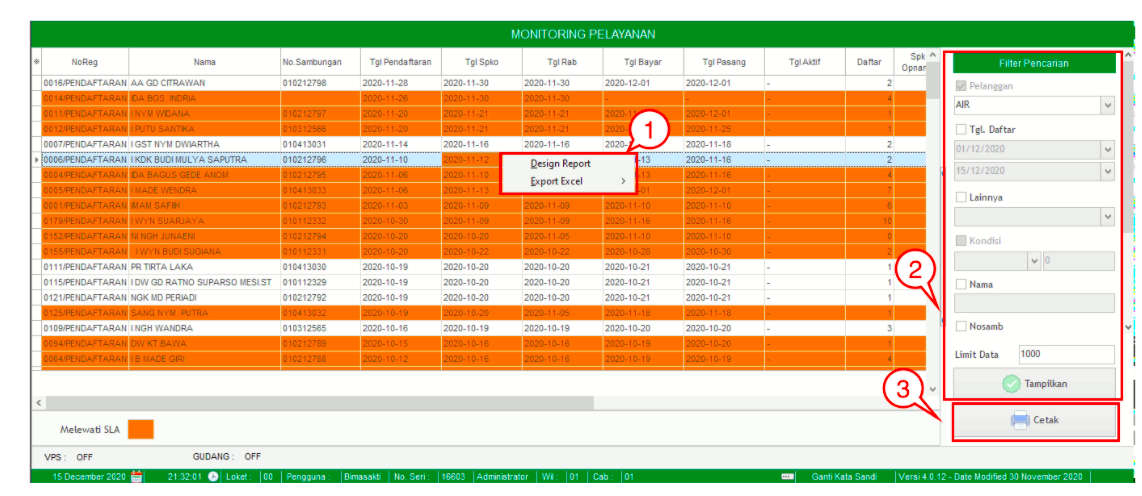 MONITORING PELAYANAN
NoReg Nama No.Sambungan Tgl Pendaftaran Tgl Spko Tgl Rab Tgl Bayar Tgl Pasang Tgl Aktif Daftar Spk Opnam
0016/PENDAFTARAN AA GD CITRAWAN 010212798 2020-11-28 2020-11-30 2020-11-30 2020-12-01 2020-12-01 - 2
0014/PENDAFTARAN IDA BGS. INDRIA 2020-11-26 2020-11-30 2020-11-30 - - - 4
0011/PENDAFTARAN I NYM WIDANA 010212797 2020-11-20 2020-11-21 2020-11-21 2020-11- 2020-12-01 - 1
0012/PENDAFTARAN I PUTU SANTIKA 010312566 2020-11-20 2020-11-21 2020-11-21 2020- 2020-11-25 - 1
0007/PENDAFTARAN I GST NYM DWIARTHA 010413031 2020-11-14 2020-11-16 2020-11-16 2020- 2020-11-18 - 2
0006/PENDAFTARAN I KDK BUDI MULYA SAPUTRA 010212796 2020-11-10 2020-11-12 -13 2020-11-16 - 2
0004/PENDAFTARAN IDA BAGUS GEDE ANOM 010212795 2020-11-06 2020-11-10 13 2020-11-16 - 4
0005/PENDAFTARAN I MADE WENDRA 010413033 2020-11-06 2020-11-13 -01 2020-12-01 - 7
0001/PENDAFTARAN IMAM SAFIIH 010212793 2020-11-03 2020-11-09 2020-11-09 2020-11-10 2020-11-10 - 6
0179/PENDAFTARAN I WYN SUARJAYA 010112332 2020-10-30 2020-11-09 2020-11-09 2020-11-16 2020-11-16 - 10
0152/PENDAFTARAN NI NGH JUNAENI 010212794 2020-10-20 2020-10-20 2020-11-05 2020-11-10 2020-11-10 - 0
0155/PENDAFTARAN I WYN BUDI SUGIANA 010112331 2020-10-20 2020-10-22 2020-10-22 2020-10-28 2020-10-30 - 2
0111/PENDAFTARAN PR TIRTA LAKA 010413030 2020-10-19 2020-10-20 2020-10-20 2020-10-21 2020-10-21 - 1
0115/PENDAFTARAN I DW GD RATNO SUPARSO MESI,ST 010112329 2020-10-19 2020-10-20 2020-10-20 2020-10-21 2020-10-21 - 1
0121/PENDAFTARAN NGK MD PERIADI 010212792 2020-10-19 2020-10-20 2020-10-20 2020-10-21 2020-10-21 - 1
0125/PENDAFTARAN SANG NYM. PUTRA 010413032 2020-10-19 2020-10-20 2020-11-05 2020-11-18 2020-11-18 - 1
0109/PENDAFTARAN I NGH WANDRA 010312565 2020-10-16 2020-10-19 2020-10-19 2020-10-20 2020-10-20 - 3
0094/PENDAFTARAN DW KT BAWA 010212789 2020-10-15 2020-10-16 2020-10-16 2020-10-19 2020-10-20 - 1
0064/PENDAFTARAN I B MADE GIRI 010212788 2020-10-12 2020-10-16 2020-10-16 2020-10-19 2020-10-19 - 4
1
Design Report
Export Excel >
Filter Pencarian
Pelanggan
AIR
Tgl. Daftar
01/12/2020
15/12/2020
Lainnya
Kondisi
0
2
Nama
Nosamb
Limit Data 1000
Tampilkan
3
Cetak
Melewati SLA
VPS : OFF GUDANG : OFF
15 December 2020 21:32:01 Loket : 00 Pengguna : Bimasakti No. Seri : 16603 Administrator Wil : 01 Cab : 01 Ganti Kata Sandi Versi 4.0.12 - Date Modified 30 November 2020